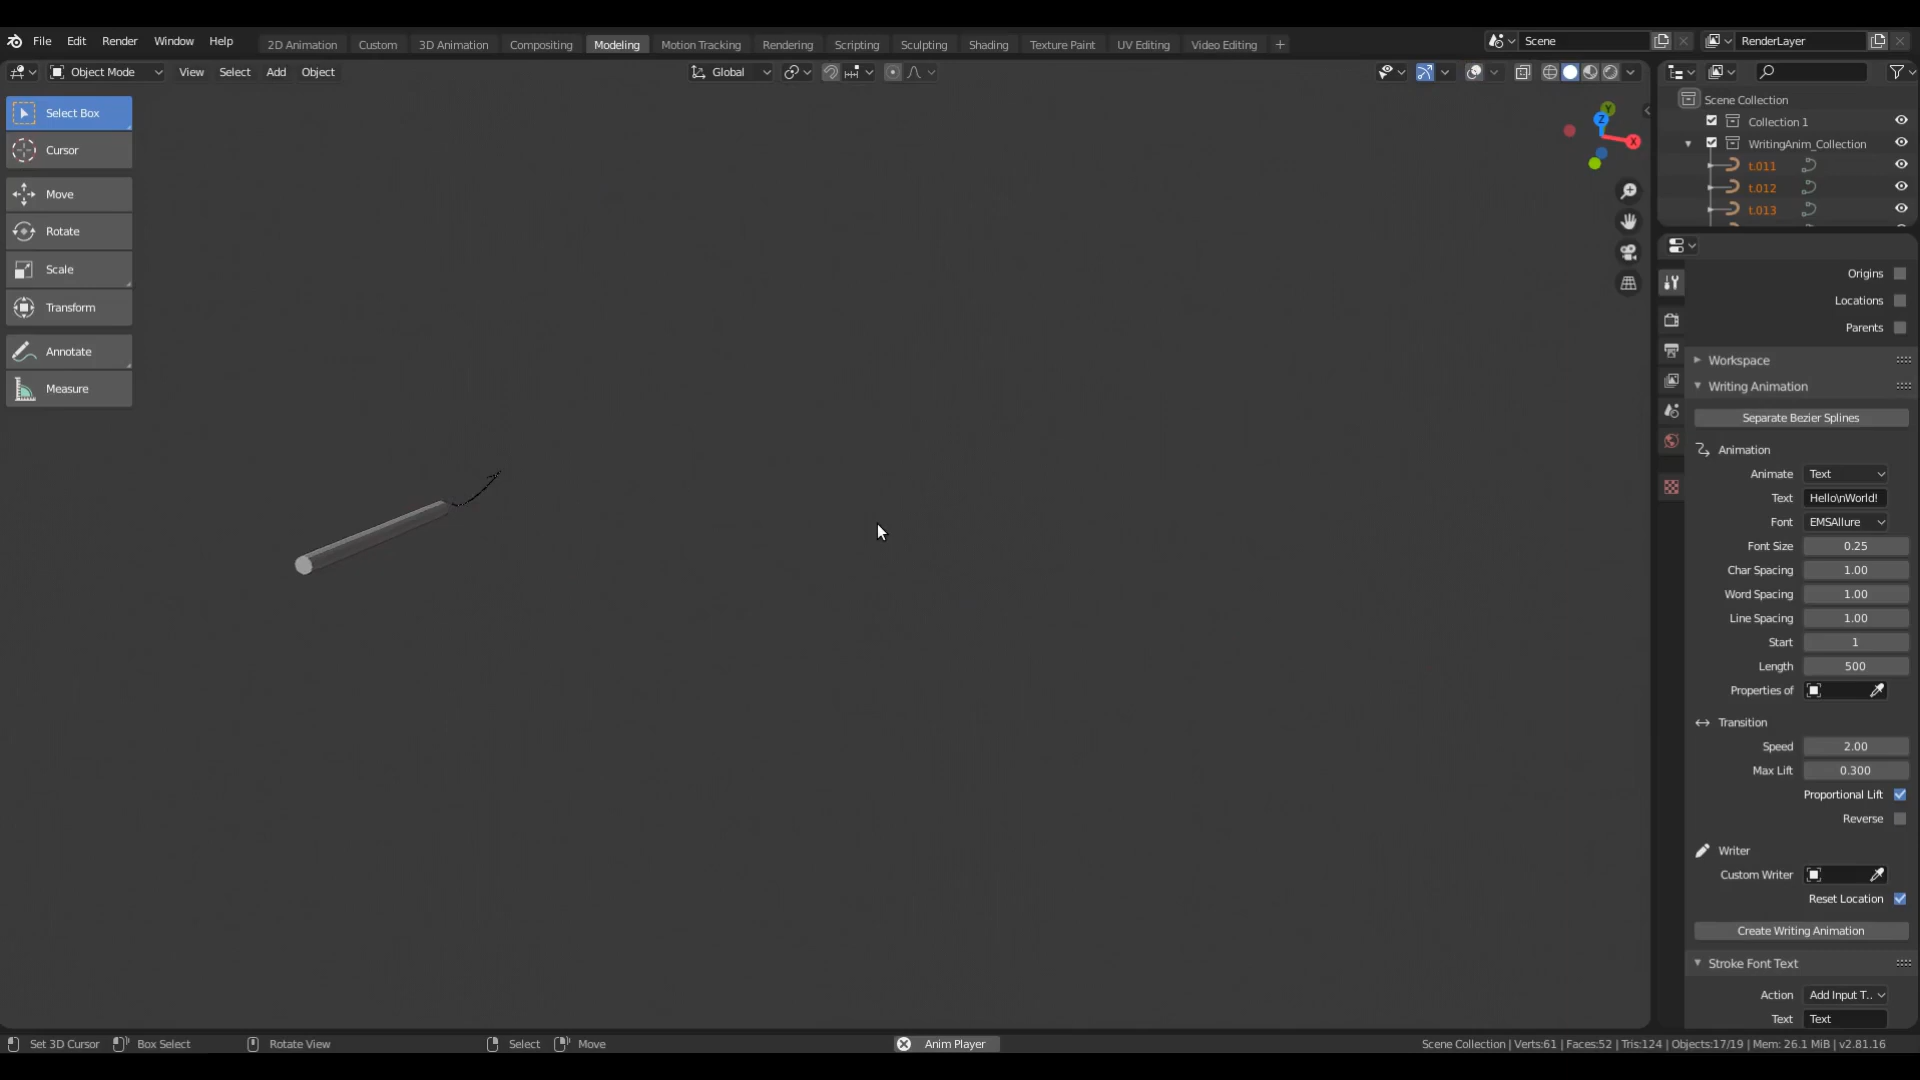 File Edit Render Window Help 2D Animation Custom 3D Animation Compositing Modeling Motion Tracking Rendering Scripting Sculpting Shading Texture Paint UV Editing Video Editing + Scene RenderLayer
Object Mode View Select Add Object Global
Select Box
Cursor
Move
Rotate
Scale
Transform
Annotate
Measure
Y
Z
X
Scene Collection
Collection 1
WritingAnim_Collection
t.011
t.012
t.013
Origins
Locations
Parents
Workspace
Writing Animation
Separate Bezier Splines
Animation
Animate Text
Text Hello\nWorld!
Font EMSAllure
Font Size 0.25
Char Spacing 1.00
Word Spacing 1.00
Line Spacing 1.00
Start 1
Length 500
Properties of
Transition
Speed 2.00
Max Lift 0.300
Proportional Lift
Reverse
Writer
Custom Writer
Reset Location
Create Writing Animation
Stroke Font Text
Action Add Input T..
Text Text
Set 3D Cursor Box Select Rotate View Select Move Anim Player Scene Collection | Verts:61 | Faces:52 | Tris:124 | Objects:17/19 | Mem: 26.1 MiB | v2.81.16